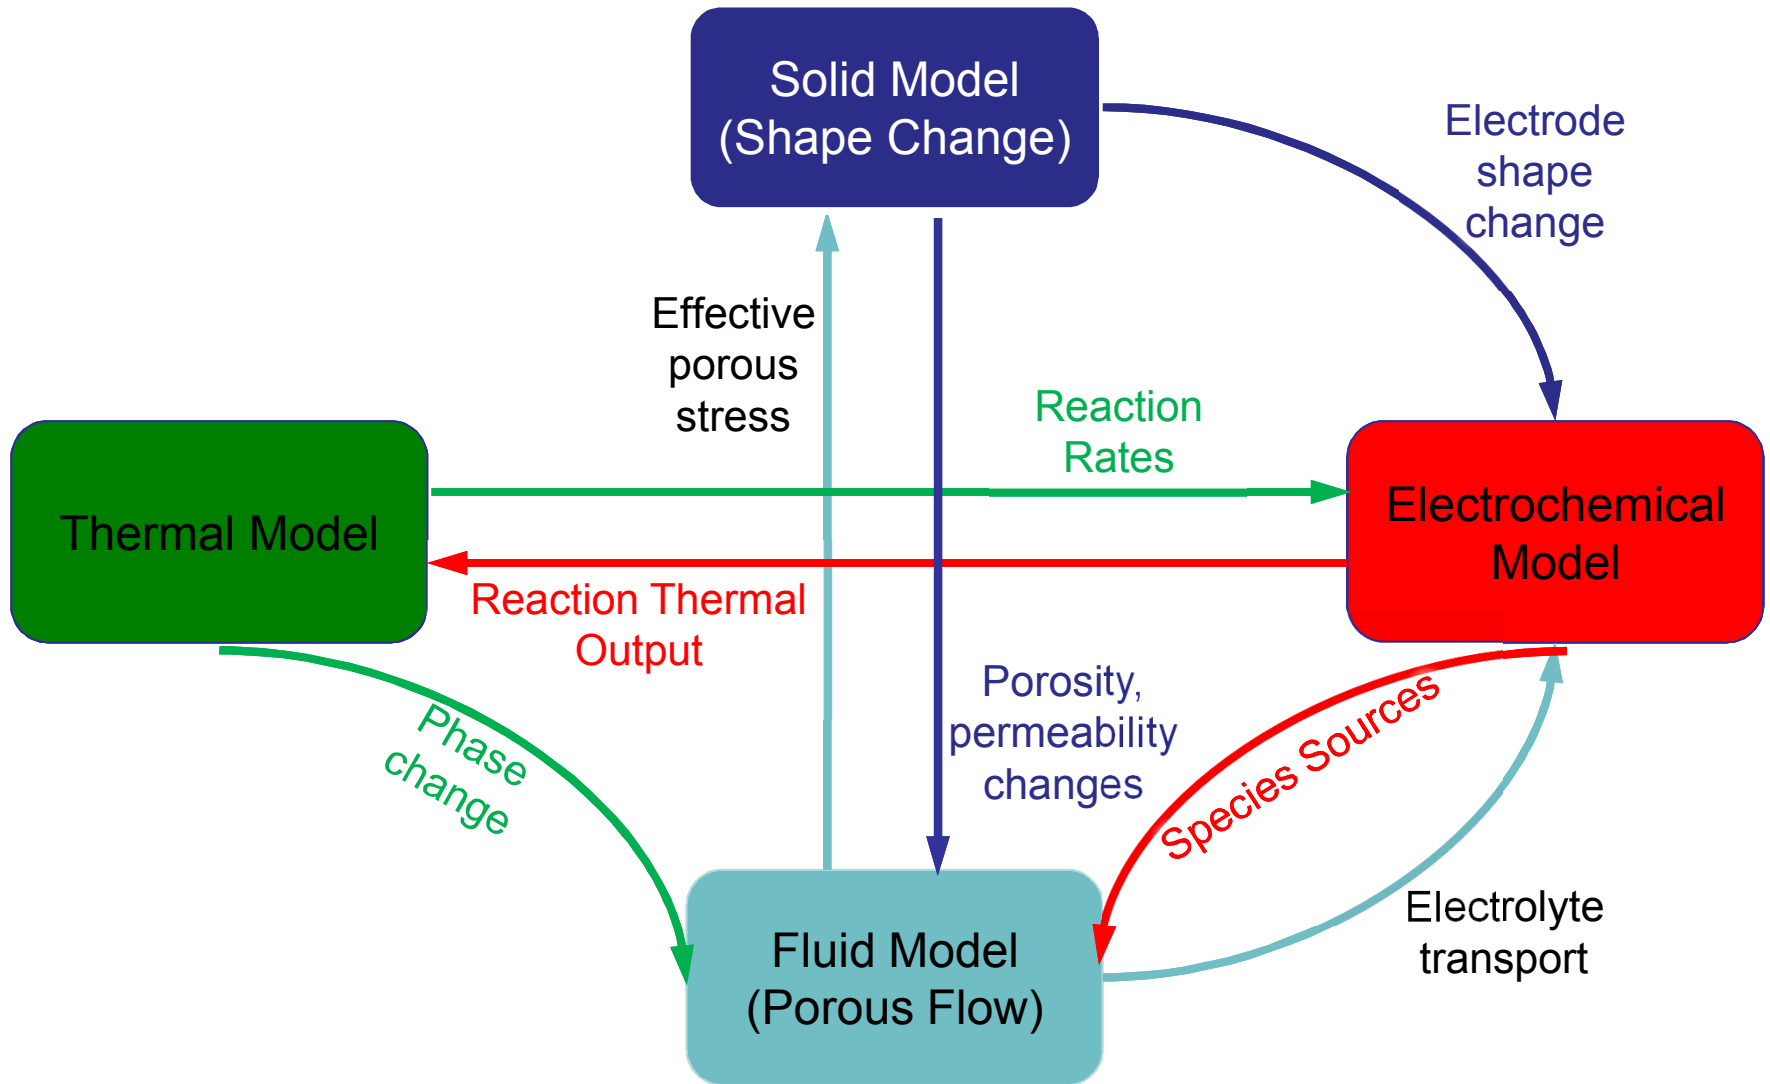 Solid Model
(Shape Change)
Electrode
shape
change
Effective
porous
stress
Reaction
Rates
Thermal Model
Electrochemical
Model
Reaction Thermal
Output
Porosity,
permeability
changes
Phase
change
Species Sources
Electrolyte
transport
Fluid Model
(Porous Flow)